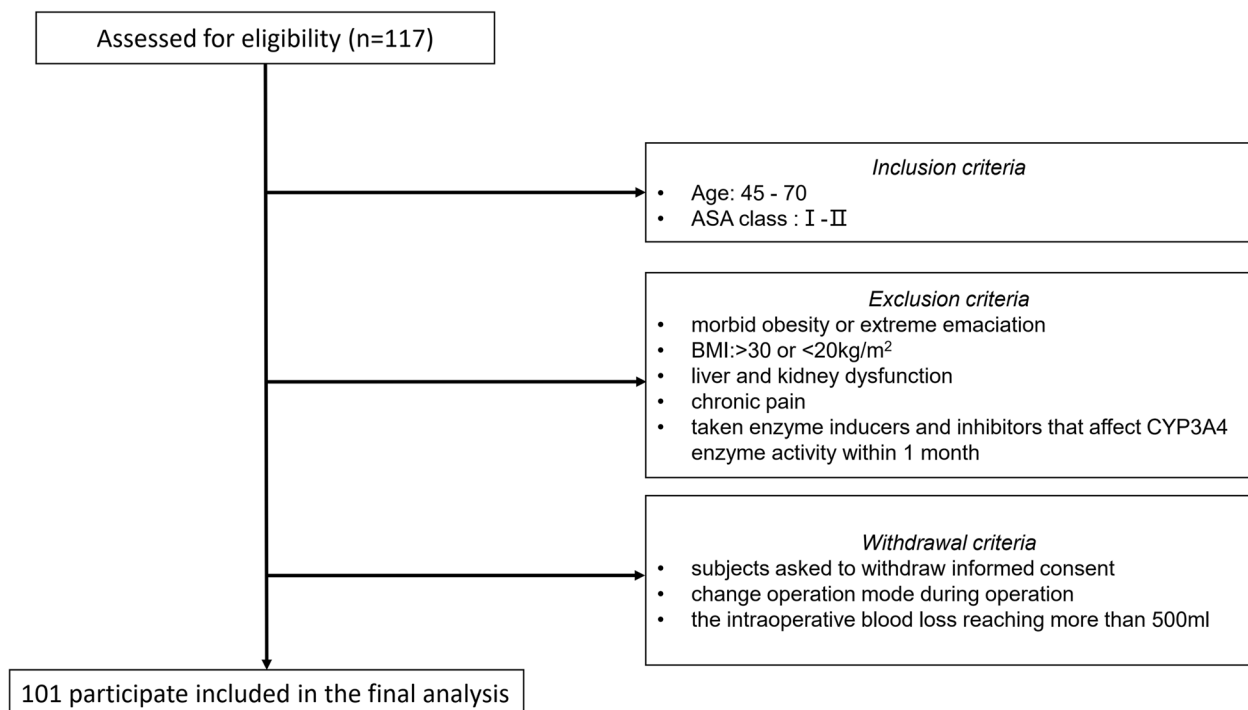 Assessed for eligibility (n=117)
Inclusion criteria
• Age: 45 - 70
• ASA class : Ⅰ -Ⅱ
Exclusion criteria
• morbid obesity or extreme emaciation
• BMI:>30 or <20kg/m²
• liver and kidney dysfunction
• chronic pain
• taken enzyme inducers and inhibitors that affect CYP3A4
enzyme activity within 1 month
Withdrawal criteria
• subjects asked to withdraw informed consent
• change operation mode during operation
• the intraoperative blood loss reaching more than 500ml
101 participate included in the final analysis